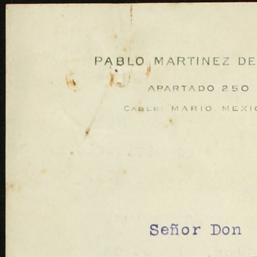 PABLO MARTINEZ DE
APARTADO 250
CABLE: MARIO, MEXIC
Señor Don